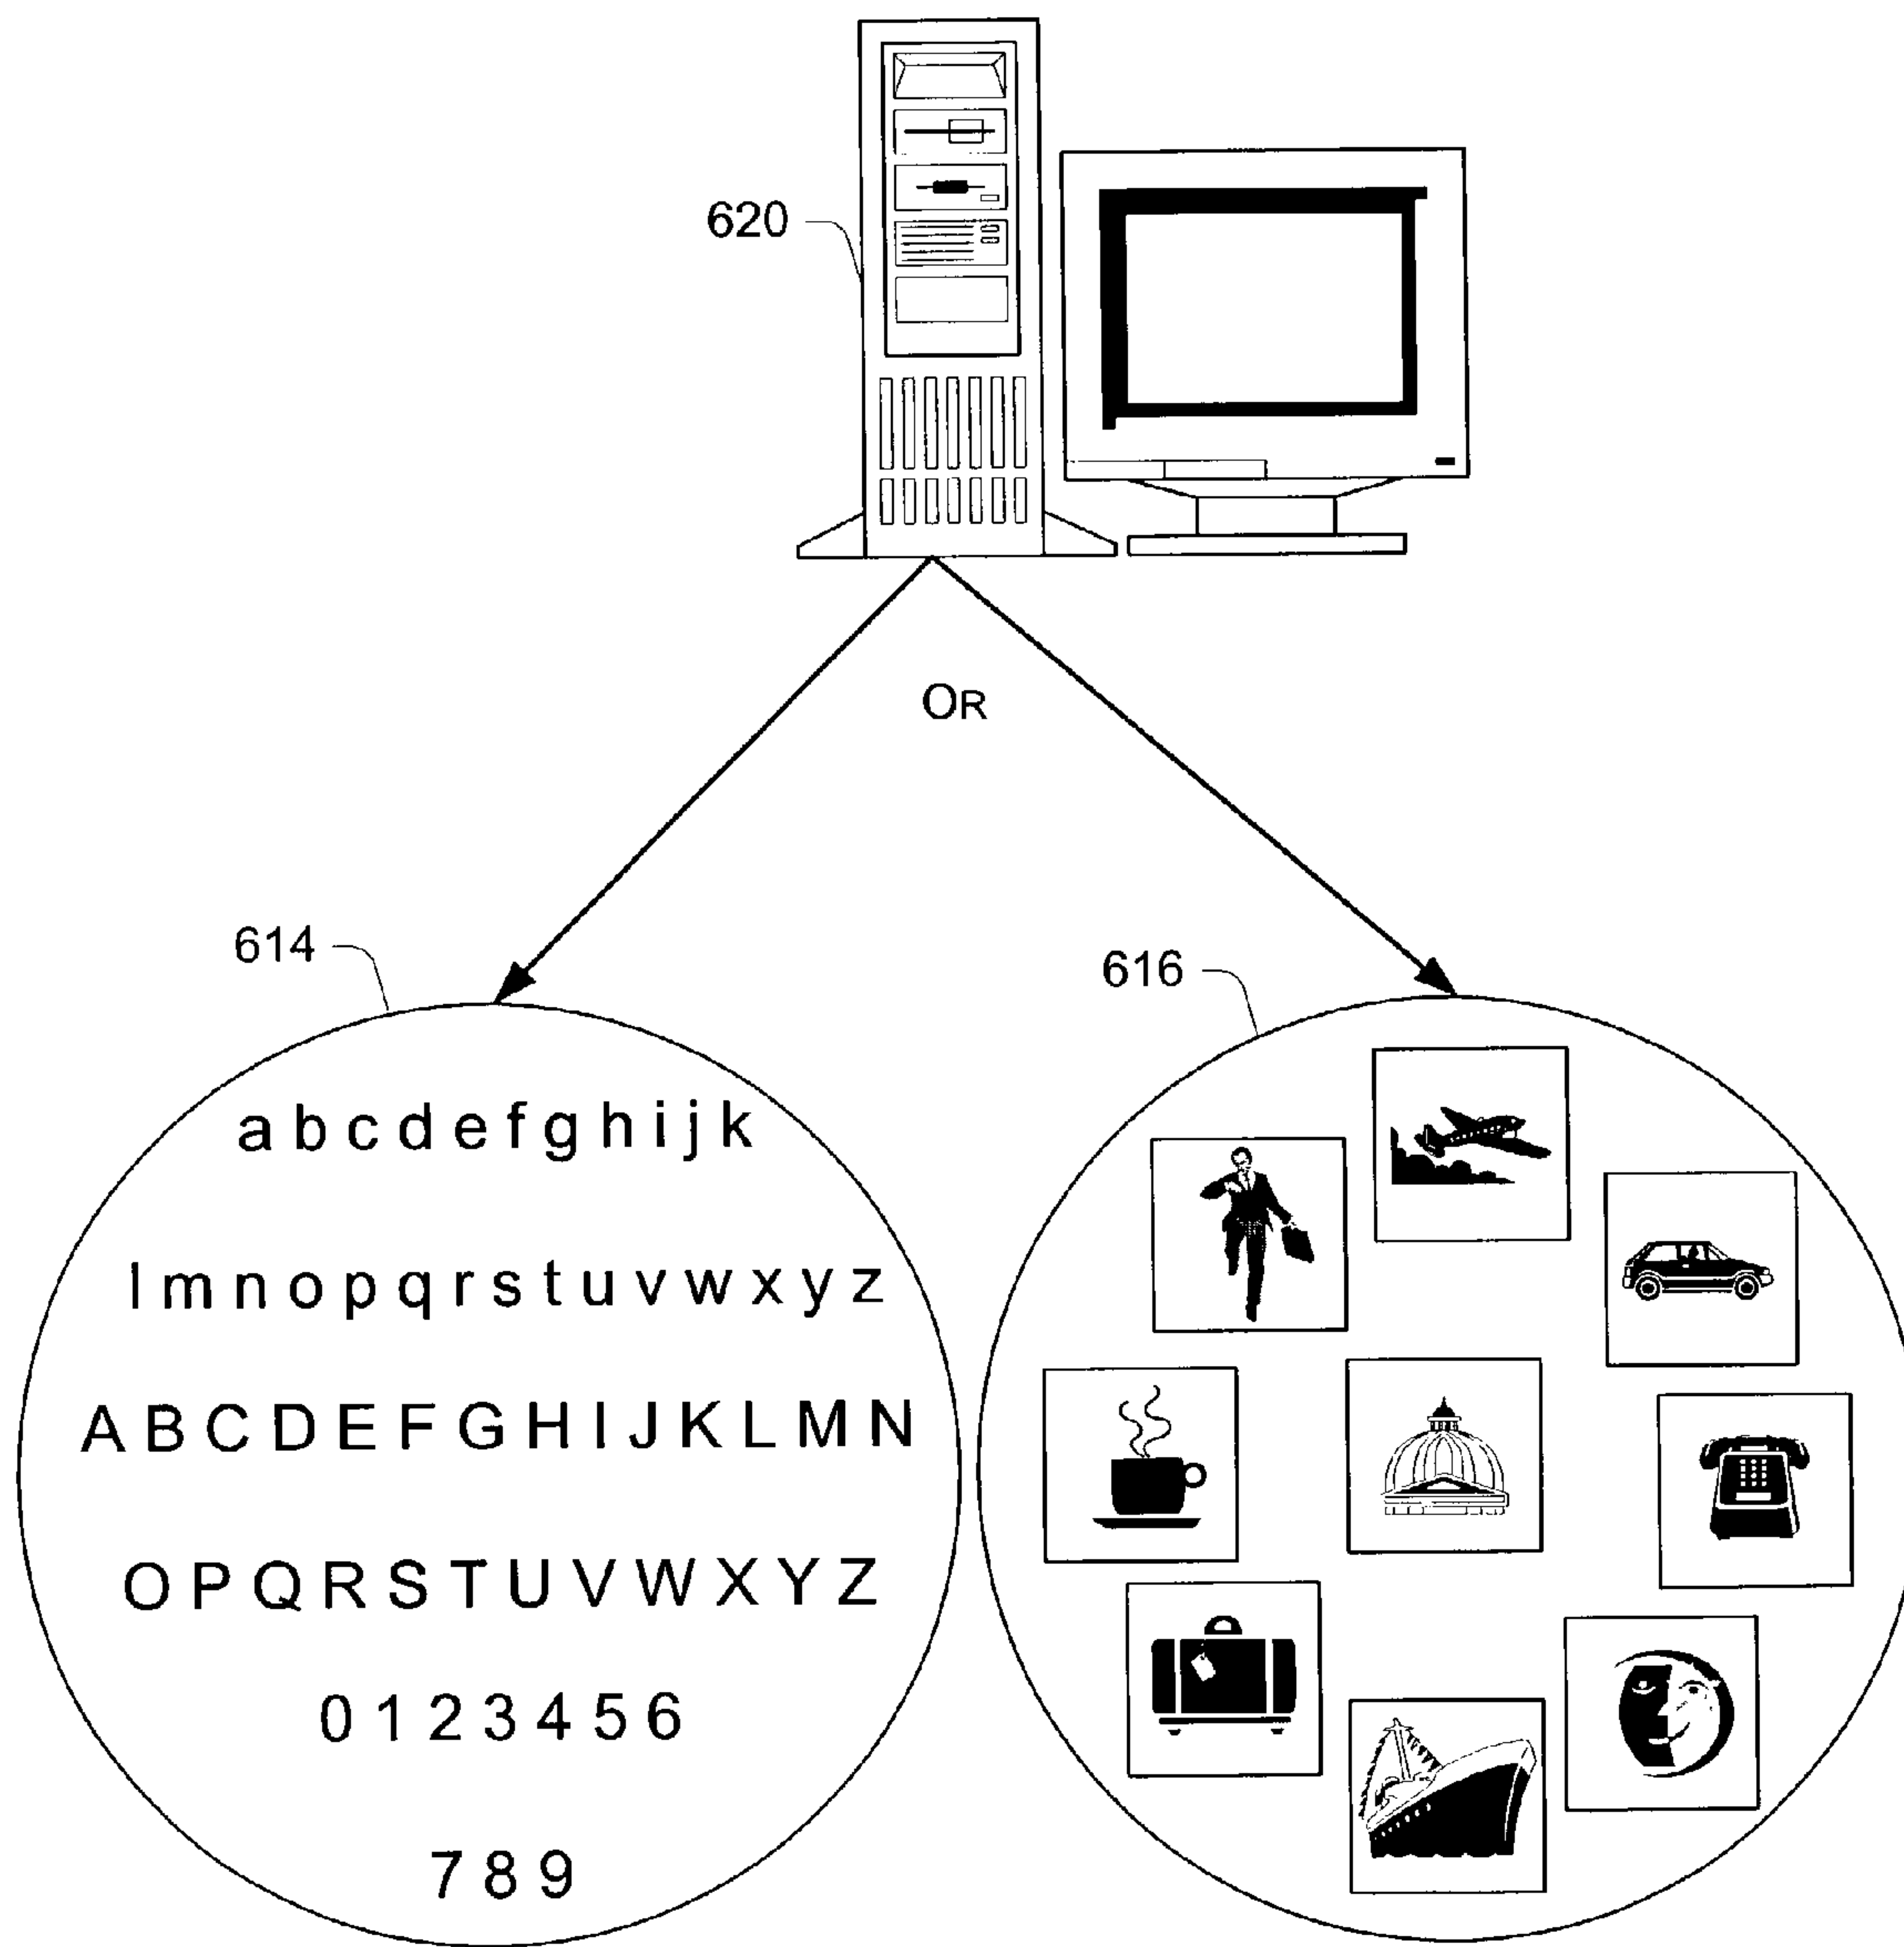 620
OR
614
616
a b c d e f g h i j k
l m n o p q r s t u v w x y z
A B C D E F G H I J K L M N
O P Q R S T U V W X Y Z
0 1 2 3 4 5 6
7 8 9